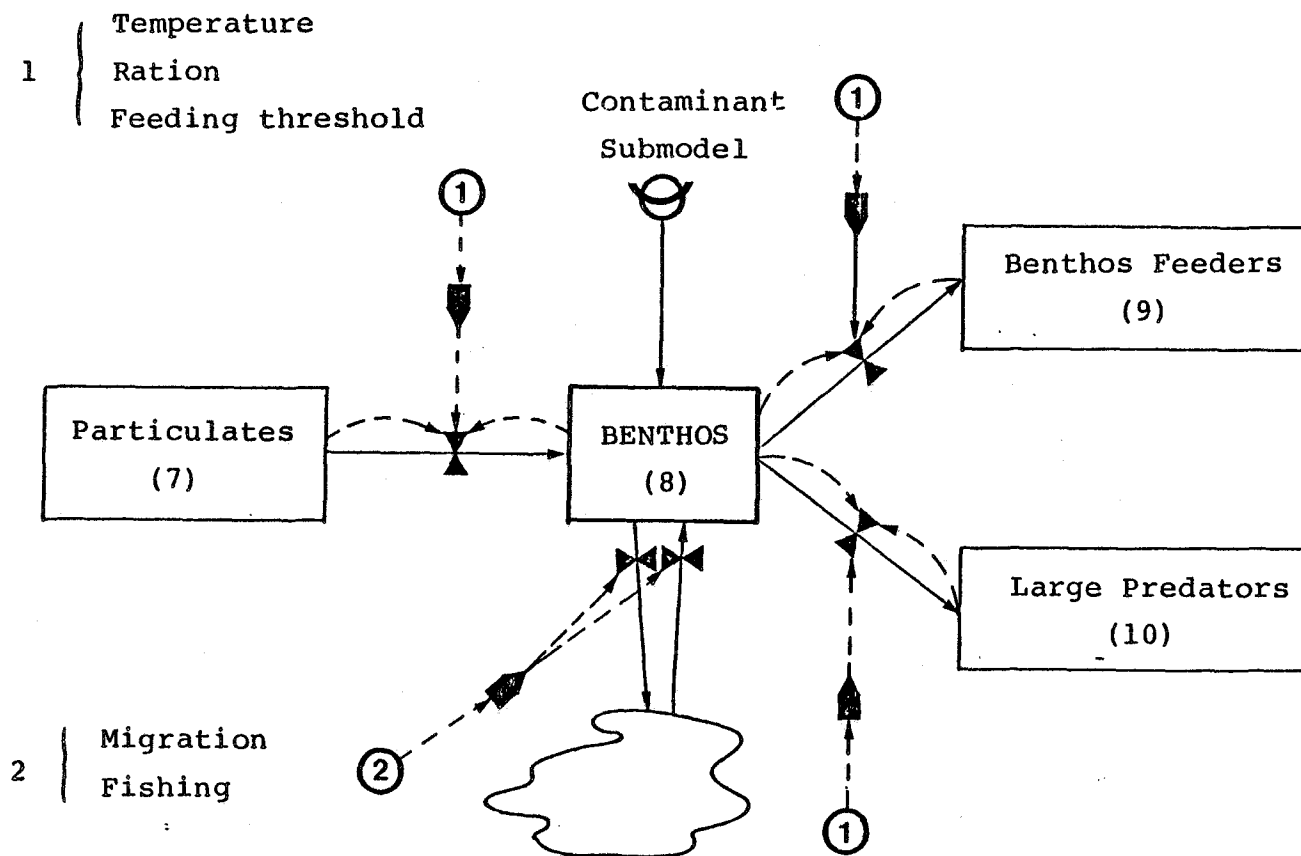 1
Temperature
Ration
Feeding threshold
Contaminant
Submodel
1
1
Benthos Feeders
(9)
Particulates
(7)
BENTHOS
(8)
Large Predators
(10)
2
Migration
Fishing
2
1